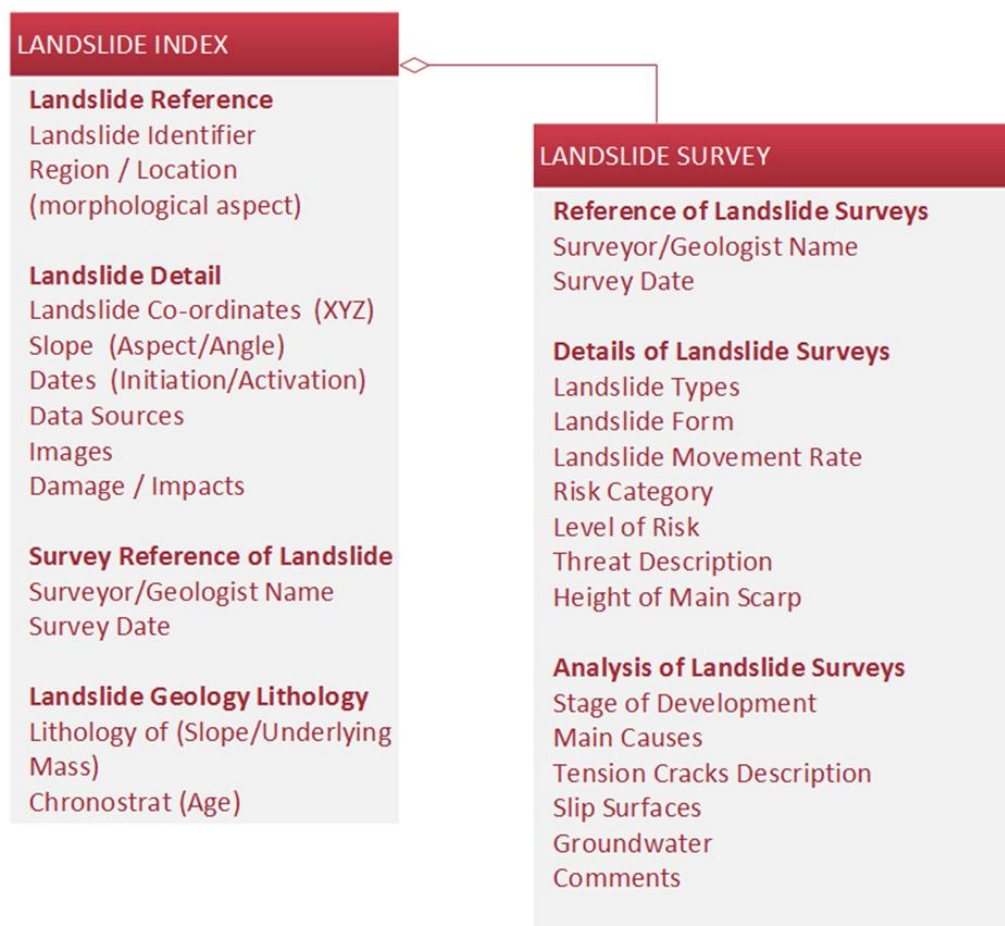 LANDSLIDE INDEX
Landslide Reference
Landslide Identifier
Region / Location
(morphological aspect)
Landslide Detail
Landslide Co-ordinates (XYZ)
Slope (Aspect/Angle)
Dates (Initiation/Activation)
Data Sources
Images
Damage / Impacts
Survey Reference of Landslide
Surveyor/Geologist Name
Survey Date
Landslide Geology Lithology
Lithology of (Slope/Underlying
Mass)
Chronostrat (Age)
LANDSLIDE SURVEY
Reference of Landslide Surveys
Surveyor/Geologist Name
Survey Date
Details of Landslide Surveys
Landslide Types
Landslide Form
Landslide Movement Rate
Risk Category
Level of Risk
Threat Description
Height of Main Scarp
Analysis of Landslide Surveys
Stage of Development
Main Causes
Tension Cracks Description
Slip Surfaces
Groundwater
Comments